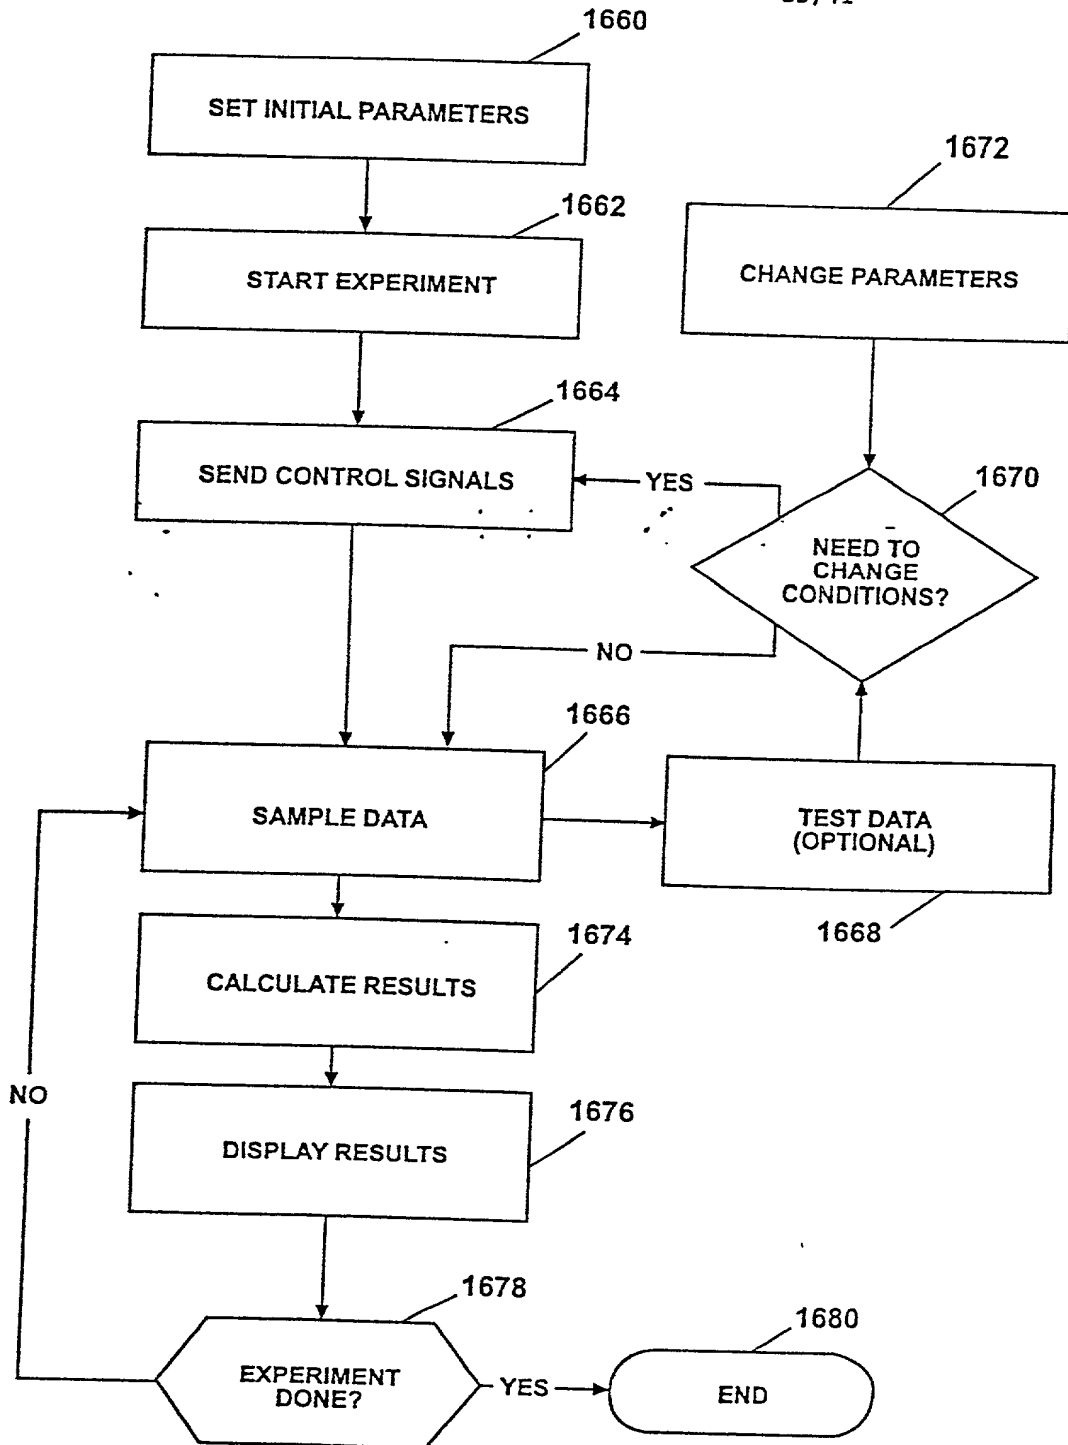 1660
SET INITIAL PARAMETERS
1662
START EXPERIMENT
1672
CHANGE PARAMETERS
1664
SEND CONTROL SIGNALS
YES
1670
NEED TO
CHANGE
CONDITIONS?
NO
1666
SAMPLE DATA
TEST DATA
(OPTIONAL)
1668
1674
CALCULATE RESULTS
NO
1676
DISPLAY RESULTS
1678
EXPERIMENT
DONE?
YES
1680
END